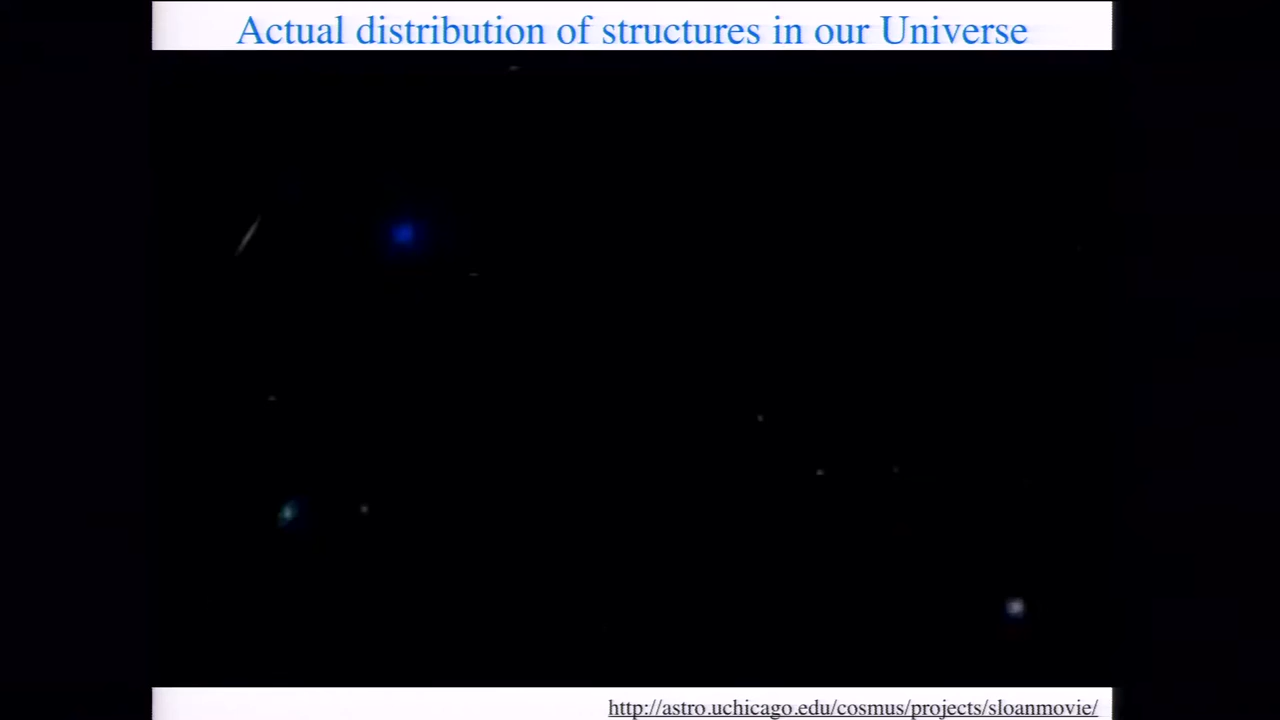 Actual distribution of structures in our Universe
http://astro.uchicago.edu/cosmus/projects/sloanmovie/